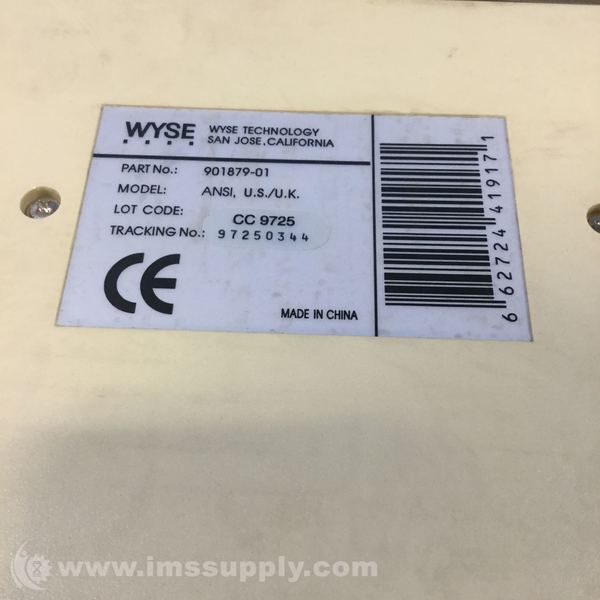 WYSE
WYSE TECHNOLOGY
SAN JOSE, CALIFORNIA
PART No.: 901879-01
MODEL: ANSI, U.S./U.K.
LOT CODE: CC 9725
TRACKING No.: 97250344
CE
MADE IN CHINA
6 62724 41917 1
www.imssupply.com